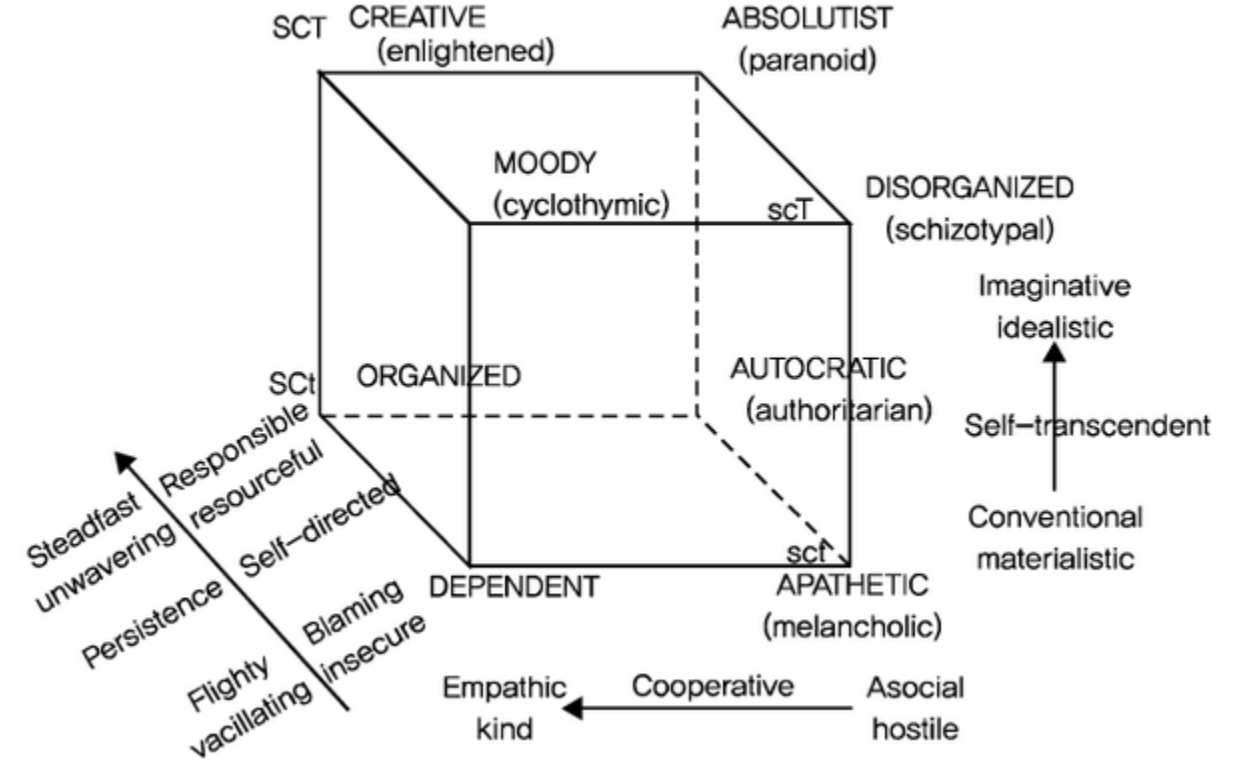 SCT
CREATIVE
(enlightened)
ABSOLUTIST
(paranoid)
MOODY
(cyclothymic)
scT
DISORGANIZED
(schizotypal)
Imaginative
idealistic
SCt
ORGANIZED
AUTOCRATIC
(authoritarian)
Self–transcendent
Conventional
materialistic
Responsible
resourceful
Steadfast
unwavering
Self–directed
Persistence
Blaming
insecure
Flighty
vacillating
sct
DEPENDENT
APATHETIC
(melancholic)
Empathic
kind
Cooperative
Asocial
hostile